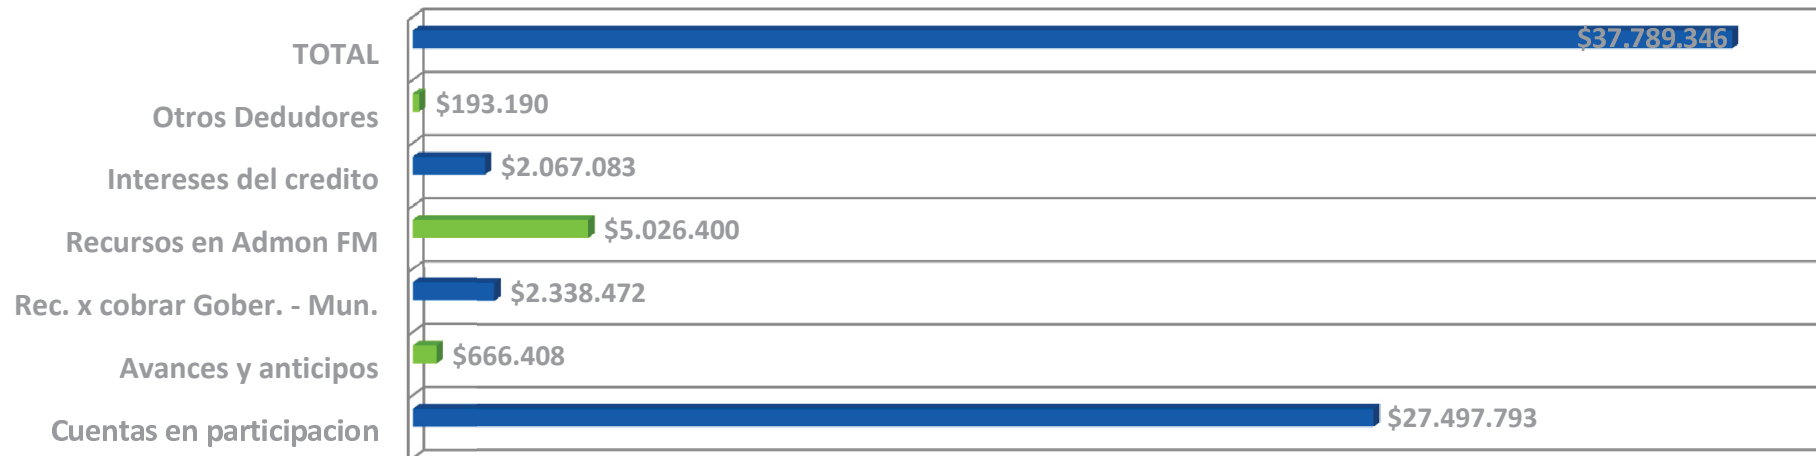 TOTAL $37.789.346
Otros Dedudores $193.190
Intereses del credito $2.067.083
Recursos en Admon FM $5.026.400
Rec. x cobrar Gober. - Mun. $2.338.472
Avances y anticipos $666.408
Cuentas en participacion $27.497.793